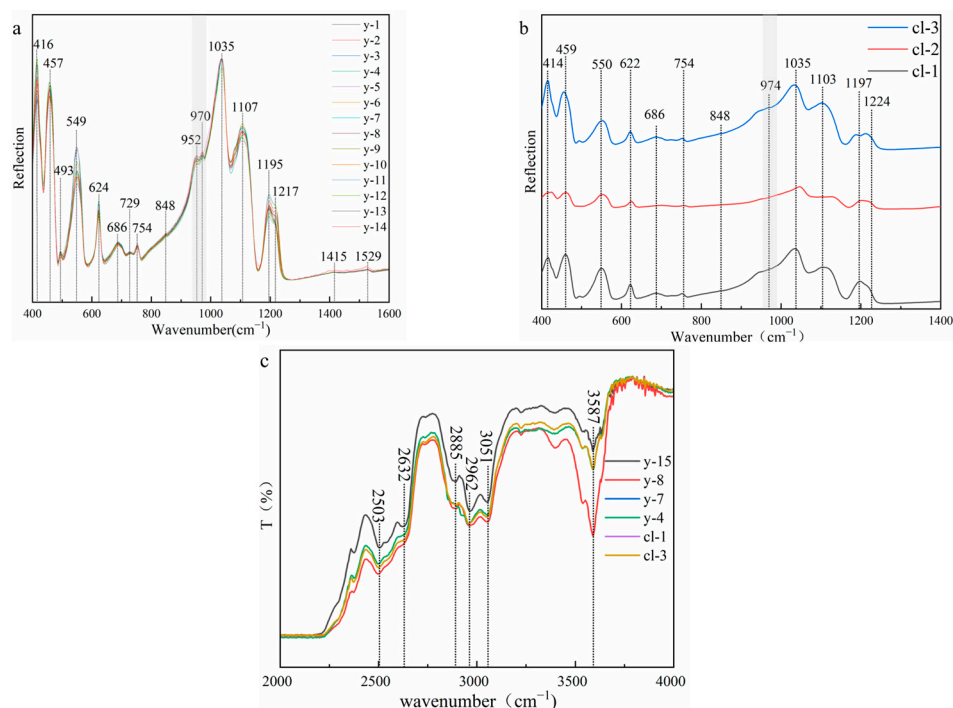 a
416
457
549
493
624
686
729
754
848
952
970
1035
1107
1195
1217
1415
1529
y-1
y-2
y-3
y-4
y-5
y-6
y-7
y-8
y-9
y-10
y-11
y-12
y-13
y-14
Reflection
400 600 800 1000 1200 1400 1600
Wavenumber(cm⁻¹)
b
cl-3
cl-2
cl-1
414
459
550
622
686
754
848
974
1035
1103
1197
1224
Reflection
400 600 800 1000 1200 1400
Wavenumber（cm⁻¹）
c
2503
2632
2885
2962
3051
3587
y-15
y-8
y-7
y-4
cl-1
cl-3
T (%)
2000 2500 3000 3500 4000
wavenumber（cm⁻¹）